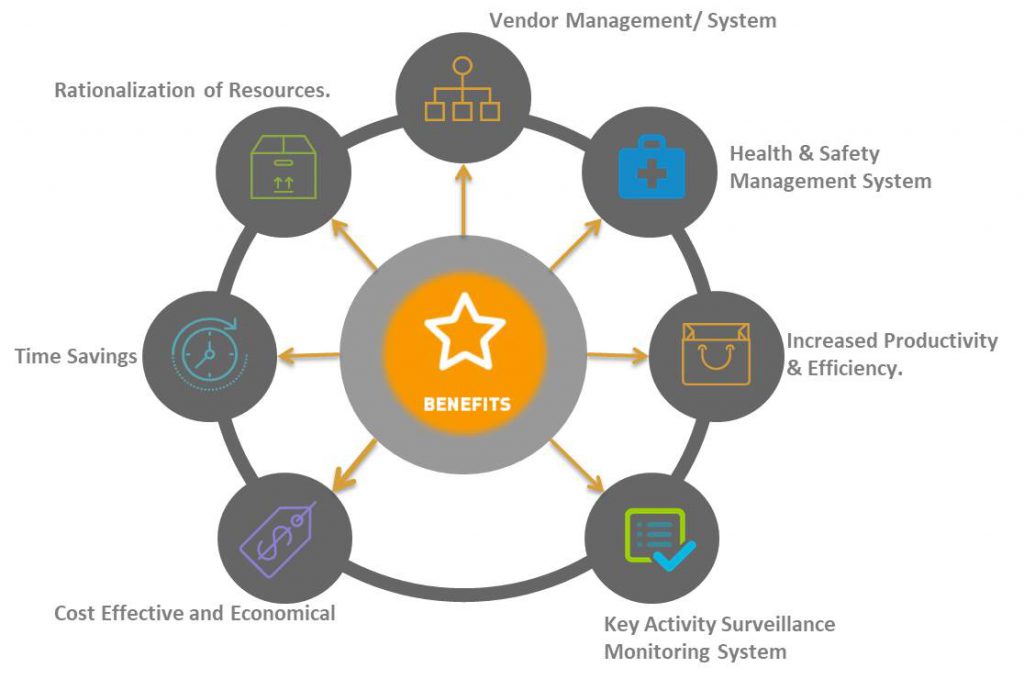 Vendor Management/ System
Rationalization of Resources.
Health & Safety
Management System
Time Savings
BENEFITS
Increased Productivity
& Efficiency.
Cost Effective and Economical
Key Activity Surveillance
Monitoring System